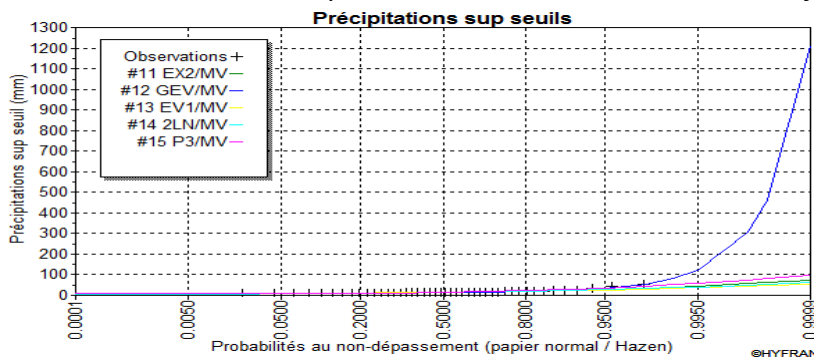 Précipitations sup seuils
Précipitations sup seuil (mm)
1300
1200
1100
1000
900
800
700
600
500
400
300
200
100
0
Observations +
#11 EX2/MV
#12 GEV/MV
#13 EV1/MV
#14 2LN/MV
#15 P3/MV
0.0001 0.0050 0.0500 0.2000 0.5000 0.8000 0.9500 0.9950 0.9999
Probabilités au non-dépassement (papier normal / Hazen)
©HYFRAN